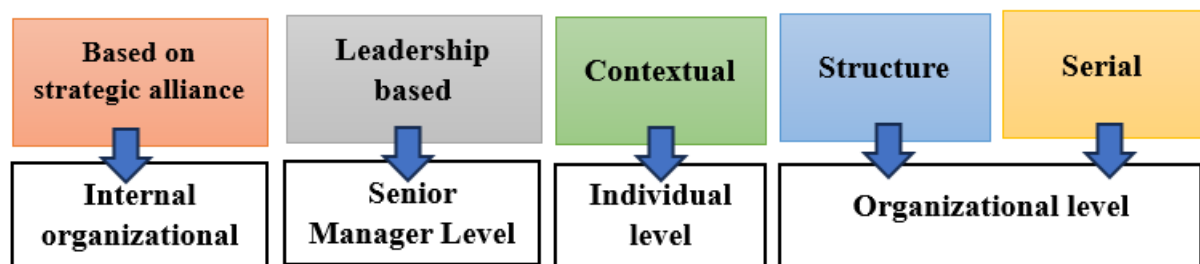 Based on
strategic alliance
Leadership
based
Contextual
Structure
Serial
Internal
organizational
Senior
Manager Level
Individual
level
Organizational level